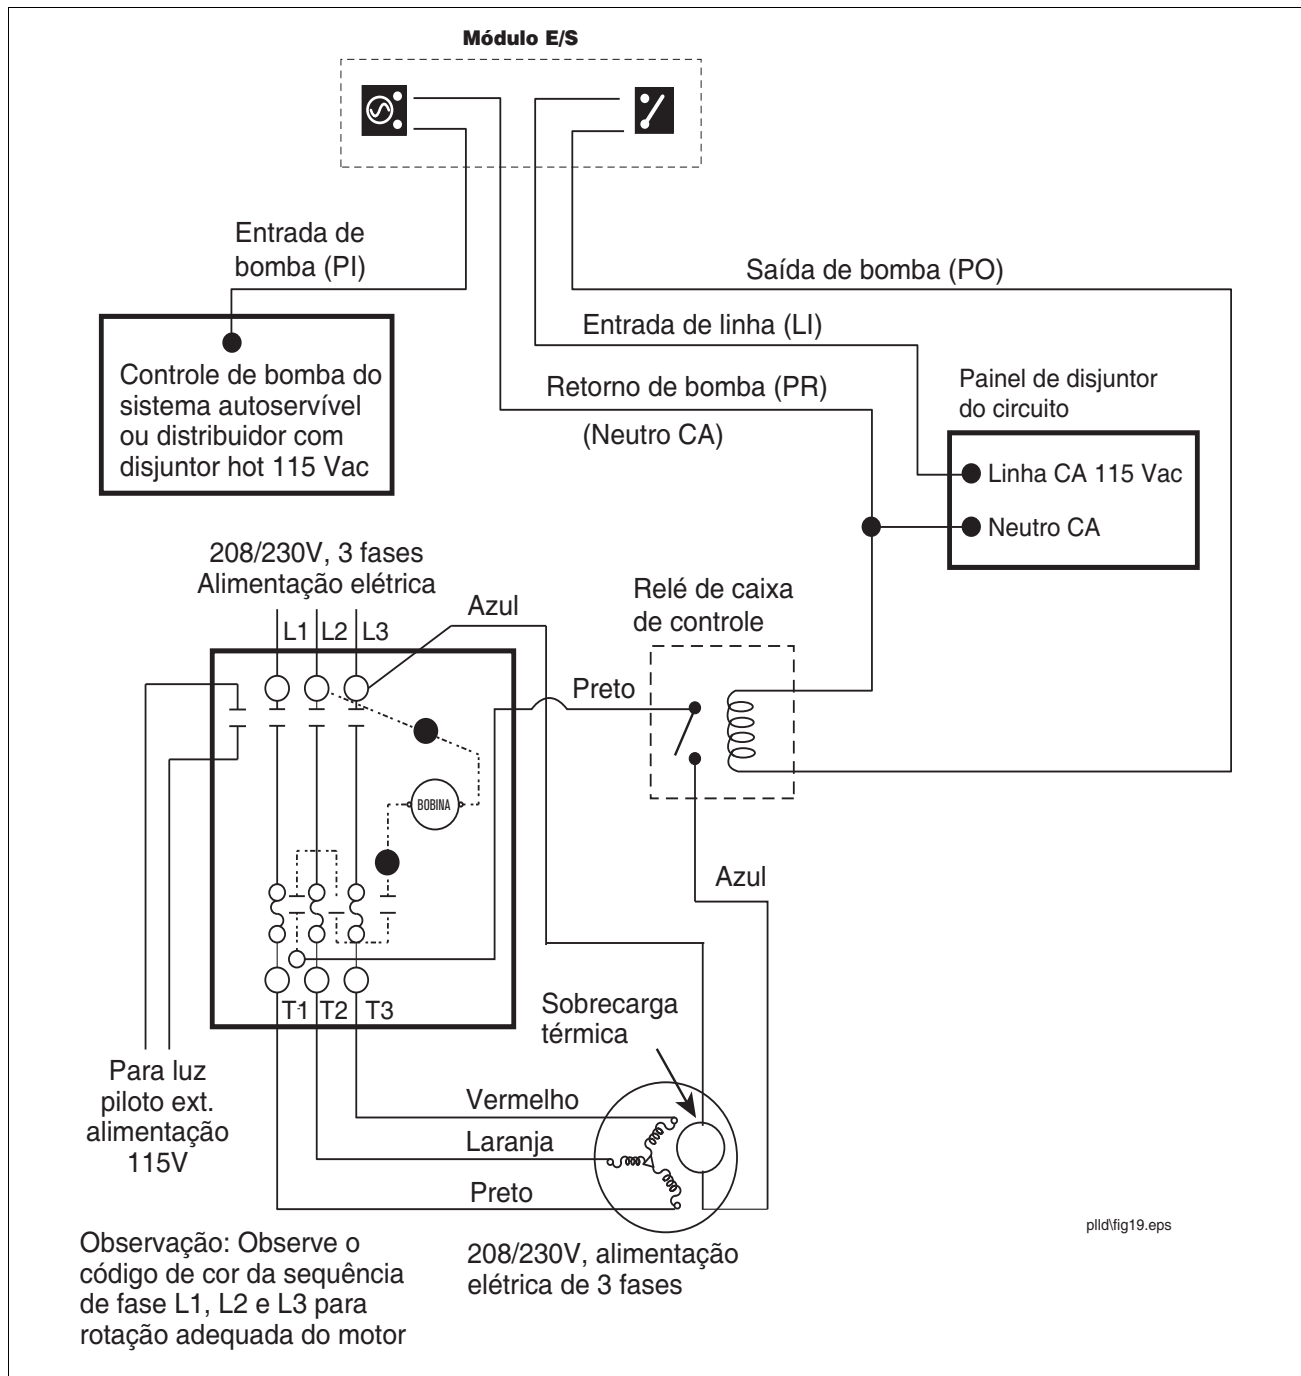 Módulo E/S
Entrada de
bomba (PI)
Saída de bomba (PO)
Entrada de linha (LI)
Retorno de bomba (PR)
(Neutro CA)
Controle de bomba do
sistema autoservível
ou distribuidor com
disjuntor hot 115 Vac
Painel de disjuntor
do circuito
Linha CA 115 Vac
Neutro CA
208/230V, 3 fases
Alimentação elétrica
L1 L2 L3
Azul
Relé de caixa
de controle
Preto
BOBINA
Azul
T1 T2 T3
Sobrecarga
térmica
Para luz
piloto ext.
alimentação
115V
Vermelho
Laranja
Preto
208/230V, alimentação
elétrica de 3 fases
Observação: Observe o
código de cor da sequência
de fase L1, L2 e L3 para
rotação adequada do motor
plld\fig19.eps